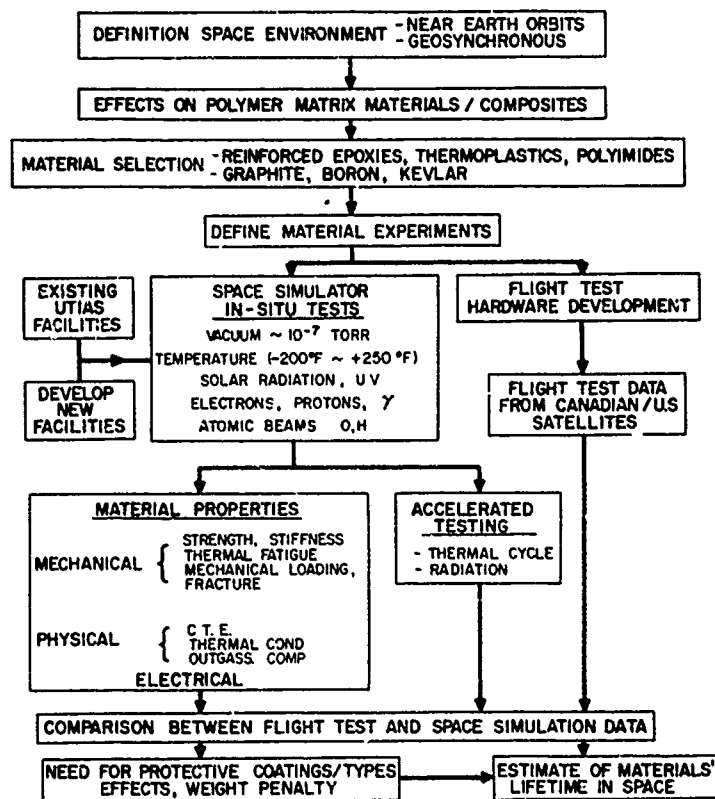 DEFINITION SPACE ENVIRONMENT - NEAR EARTH ORBITS
- GEOSYNCHRONOUS
EFFECTS ON POLYMER MATRIX MATERIALS / COMPOSITES
MATERIAL SELECTION - REINFORCED EPOXIES, THERMOPLASTICS, POLYIMIDES
- GRAPHITE, BORON, KEVLAR
DEFINE MATERIAL EXPERIMENTS
EXISTING
UTIAS
FACILITIES
DEVELOP
NEW
FACILITIES
SPACE SIMULATOR
IN-SITU TESTS
VACUUM ~ 10⁻⁷ TORR
TEMPERATURE (-200°F ~ +250°F)
SOLAR RADIATION, UV
ELECTRONS, PROTONS, γ
ATOMIC BEAMS O,H
FLIGHT TEST
HARDWARE DEVELOPMENT
FLIGHT TEST DATA
FROM CANADIAN/U.S
SATELLITES
MATERIAL PROPERTIES
MECHANICAL { STRENGTH, STIFFNESS
THERMAL FATIGUE
MECHANICAL LOADING,
FRACTURE
PHYSICAL { C.T.E.
THERMAL COND
OUTGASS. COMP
ELECTRICAL
ACCELERATED
TESTING
- THERMAL CYCLE
- RADIATION
COMPARISON BETWEEN FLIGHT TEST AND SPACE SIMULATION DATA
NEED FOR PROTECTIVE COATINGS/TYPES
EFFECTS, WEIGHT PENALTY
ESTIMATE OF MATERIALS'
LIFETIME IN SPACE